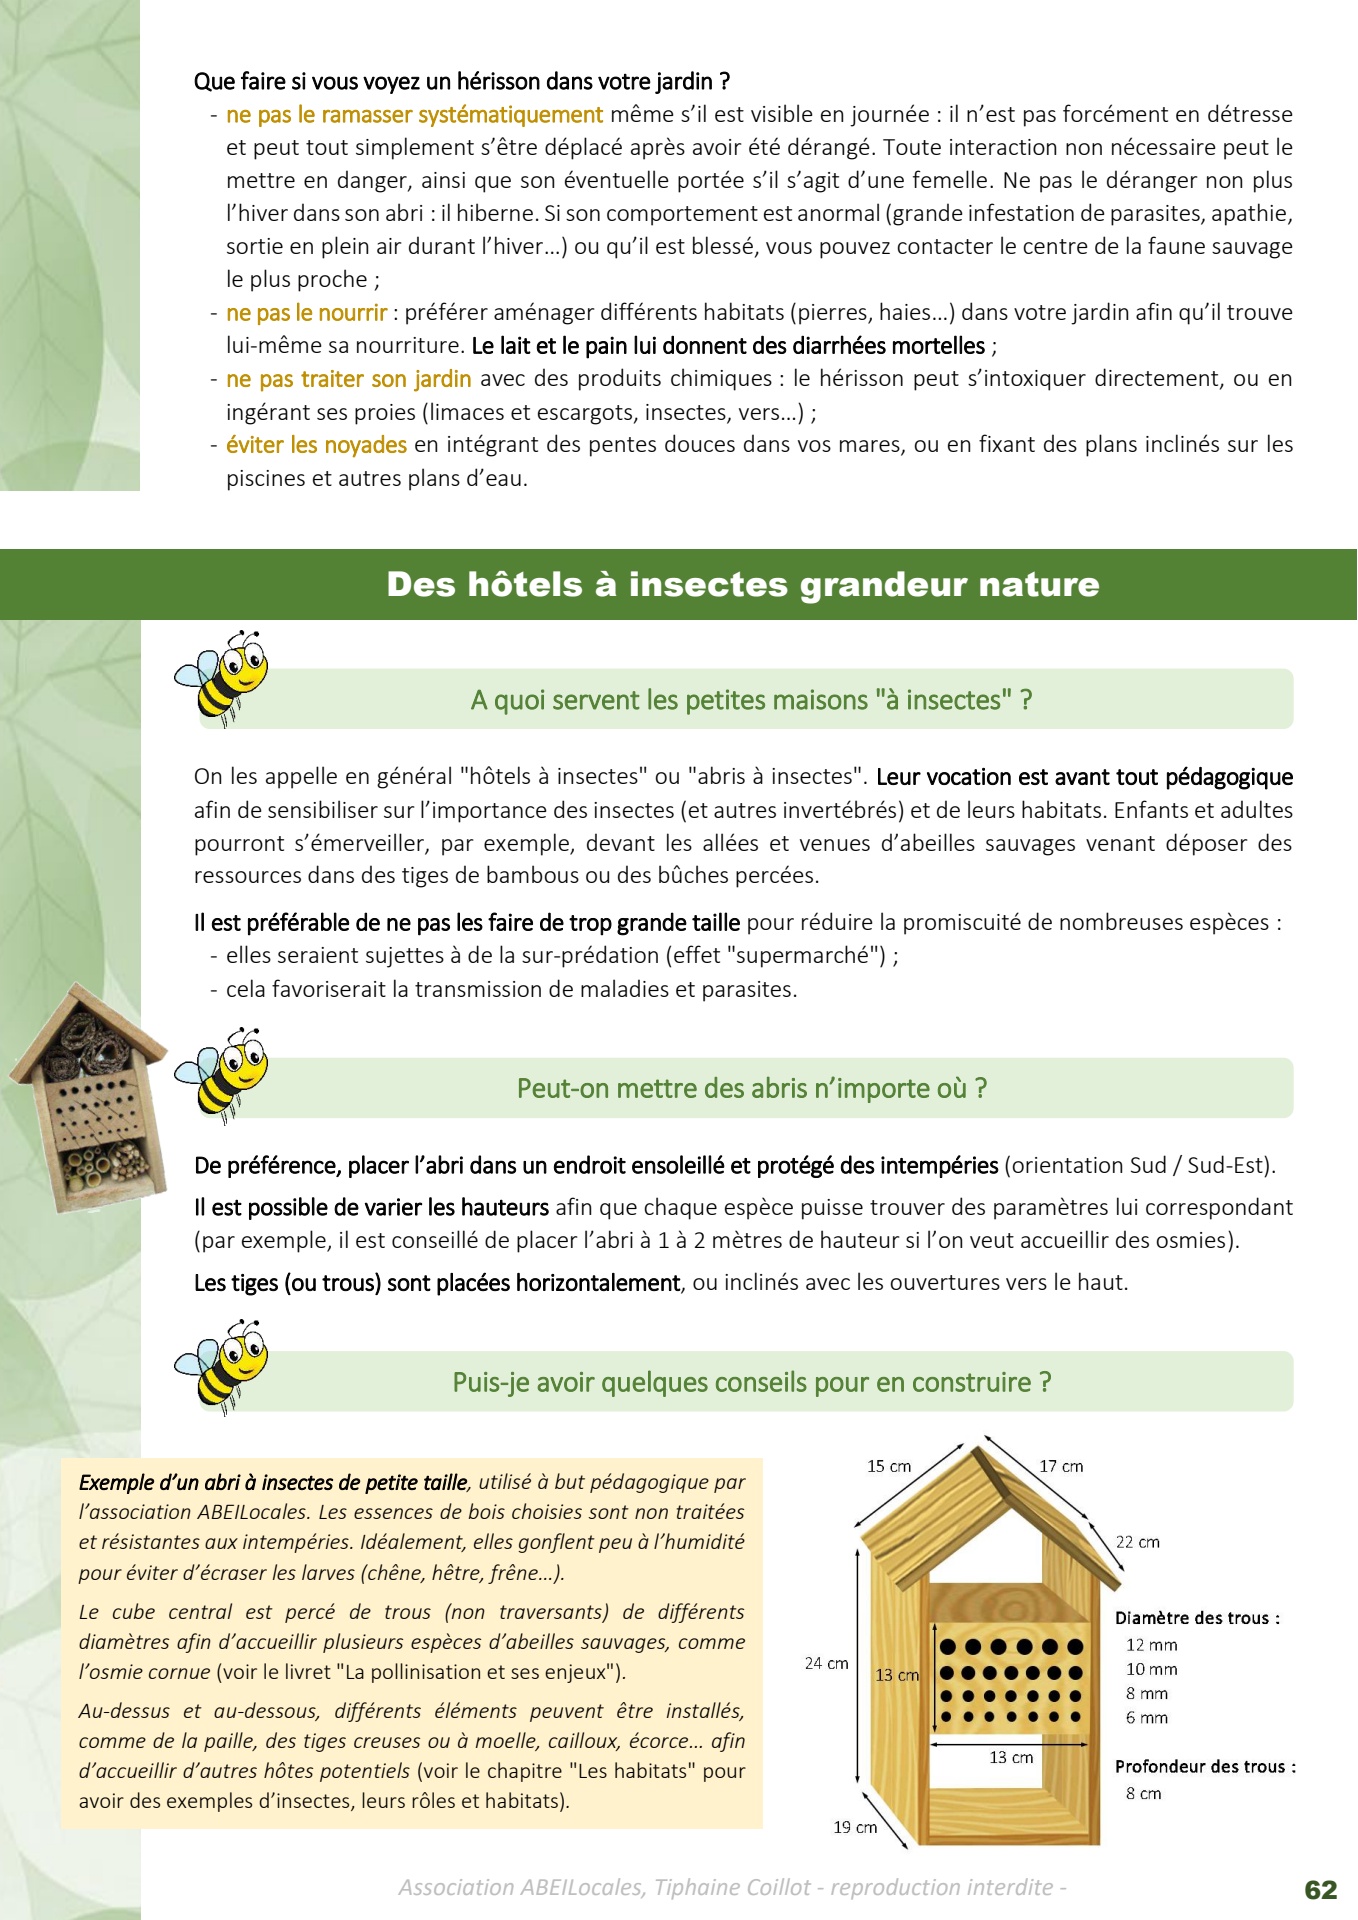 Que faire si vous voyez un hérisson dans votre jardin ?
- ne pas le ramasser systématiquement même s’il est visible en journée : il n’est pas forcément en détresse
et peut tout simplement s’être déplacé après avoir été dérangé. Toute interaction non nécessaire peut le
mettre en danger, ainsi que son éventuelle portée s’il s’agit d’une femelle. Ne pas le déranger non plus
l’hiver dans son abri : il hiberne. Si son comportement est anormal (grande infestation de parasites, apathie,
sortie en plein air durant l’hiver…) ou qu’il est blessé, vous pouvez contacter le centre de la faune sauvage
le plus proche ;
- ne pas le nourrir : préférer aménager différents habitats (pierres, haies…) dans votre jardin afin qu’il trouve
lui-même sa nourriture. Le lait et le pain lui donnent des diarrhées mortelles ;
- ne pas traiter son jardin avec des produits chimiques : le hérisson peut s’intoxiquer directement, ou en
ingérant ses proies (limaces et escargots, insectes, vers…) ;
- éviter les noyades en intégrant des pentes douces dans vos mares, ou en fixant des plans inclinés sur les
piscines et autres plans d’eau.
Des hôtels à insectes grandeur nature
A quoi servent les petites maisons "à insectes" ?
On les appelle en général "hôtels à insectes" ou "abris à insectes". Leur vocation est avant tout pédagogique
afin de sensibiliser sur l’importance des insectes (et autres invertébrés) et de leurs habitats. Enfants et adultes
pourront s’émerveiller, par exemple, devant les allées et venues d’abeilles sauvages venant déposer des
ressources dans des tiges de bambous ou des bûches percées.
Il est préférable de ne pas les faire de trop grande taille pour réduire la promiscuité de nombreuses espèces :
- elles seraient sujettes à de la sur-prédation (effet "supermarché") ;
- cela favoriserait la transmission de maladies et parasites.
Peut-on mettre des abris n’importe où ?
De préférence, placer l’abri dans un endroit ensoleillé et protégé des intempéries (orientation Sud / Sud-Est).
Il est possible de varier les hauteurs afin que chaque espèce puisse trouver des paramètres lui correspondant
(par exemple, il est conseillé de placer l’abri à 1 à 2 mètres de hauteur si l’on veut accueillir des osmies).
Les tiges (ou trous) sont placées horizontalement, ou inclinés avec les ouvertures vers le haut.
Puis-je avoir quelques conseils pour en construire ?
Exemple d’un abri à insectes de petite taille, utilisé à but pédagogique par
l’association ABEILocales. Les essences de bois choisies sont non traitées
et résistantes aux intempéries. Idéalement, elles gonflent peu à l’humidité
pour éviter d’écraser les larves (chêne, hêtre, frêne…).
Le cube central est percé de trous (non traversants) de différents
diamètres afin d’accueillir plusieurs espèces d’abeilles sauvages, comme
l’osmie cornue (voir le livret "La pollinisation et ses enjeux").
Au-dessus et au-dessous, différents éléments peuvent être installés,
comme de la paille, des tiges creuses ou à moelle, cailloux, écorce… afin
d’accueillir d’autres hôtes potentiels (voir le chapitre "Les habitats" pour
avoir des exemples d’insectes, leurs rôles et habitats).
15 cm
17 cm
22 cm
24 cm
13 cm
13 cm
19 cm
Diamètre des trous :
12 mm
10 mm
8 mm
6 mm
Profondeur des trous :
8 cm
Association ABEILocales, Tiphaine Coillot - reproduction interdite -
62